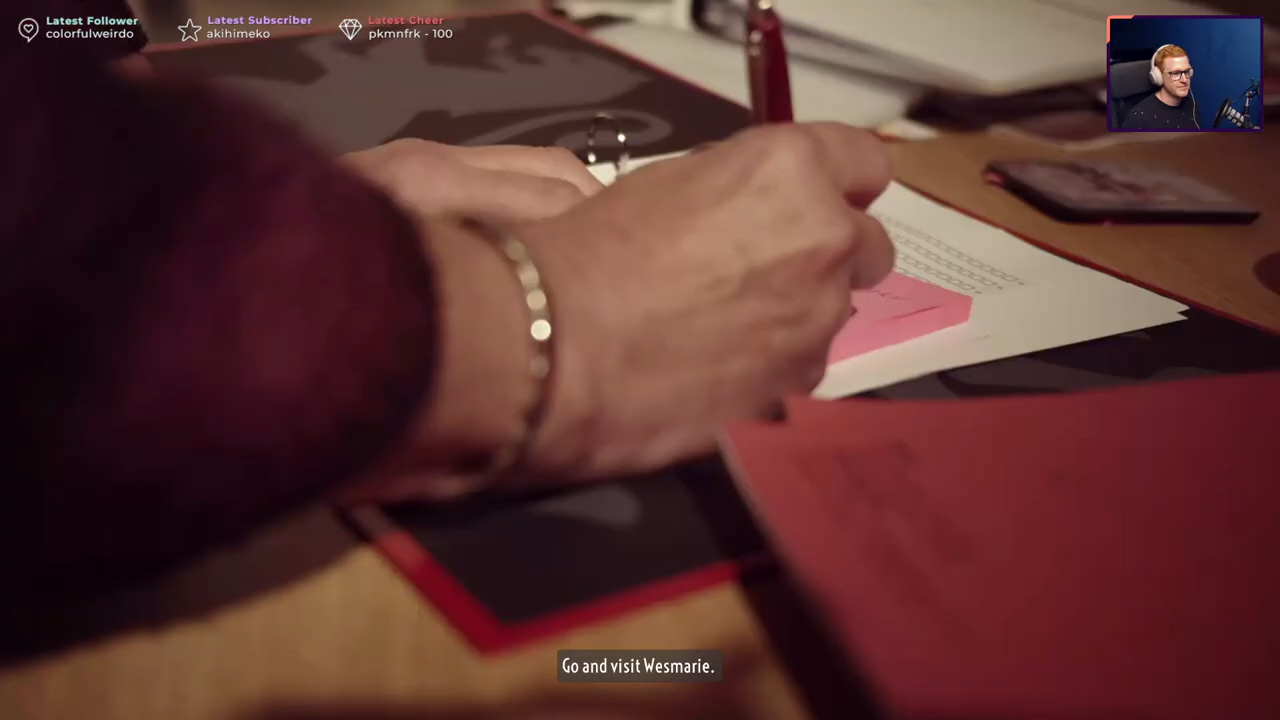 Latest Follower
colorfulweirdo
Latest Subscriber
akihimeko
Latest Cheer
pkmnfrk - 100
Go and visit Wesmarie.